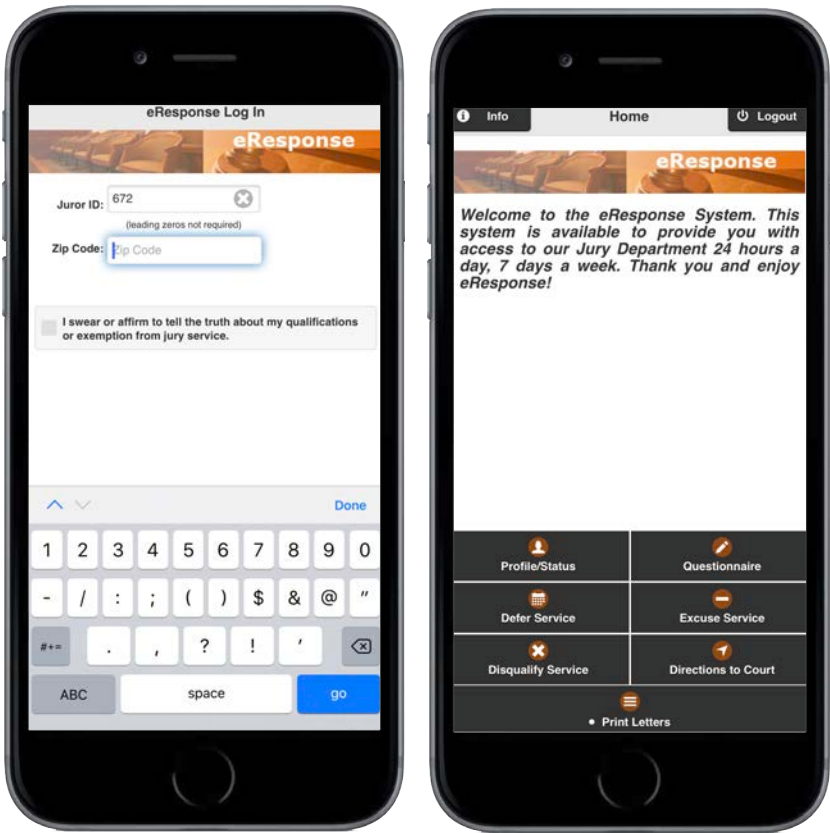 eResponse Log In
eResponse
Juror ID: 672
(leading zeros not required)
Zip Code: Zip Code
I swear or affirm to tell the truth about my qualifications
or exemption from jury service.
Done
1 2 3 4 5 6 7 8 9 0
- / : ; ( ) $ & @ "
#+= . , ? ! '
ABC space go
Info Home Logout
eResponse
Welcome to the eResponse System. This
system is available to provide you with
access to our Jury Department 24 hours a
day, 7 days a week. Thank you and enjoy
eResponse!
Profile/Status Questionnaire
Defer Service Excuse Service
Disqualify Service Directions to Court
• Print Letters